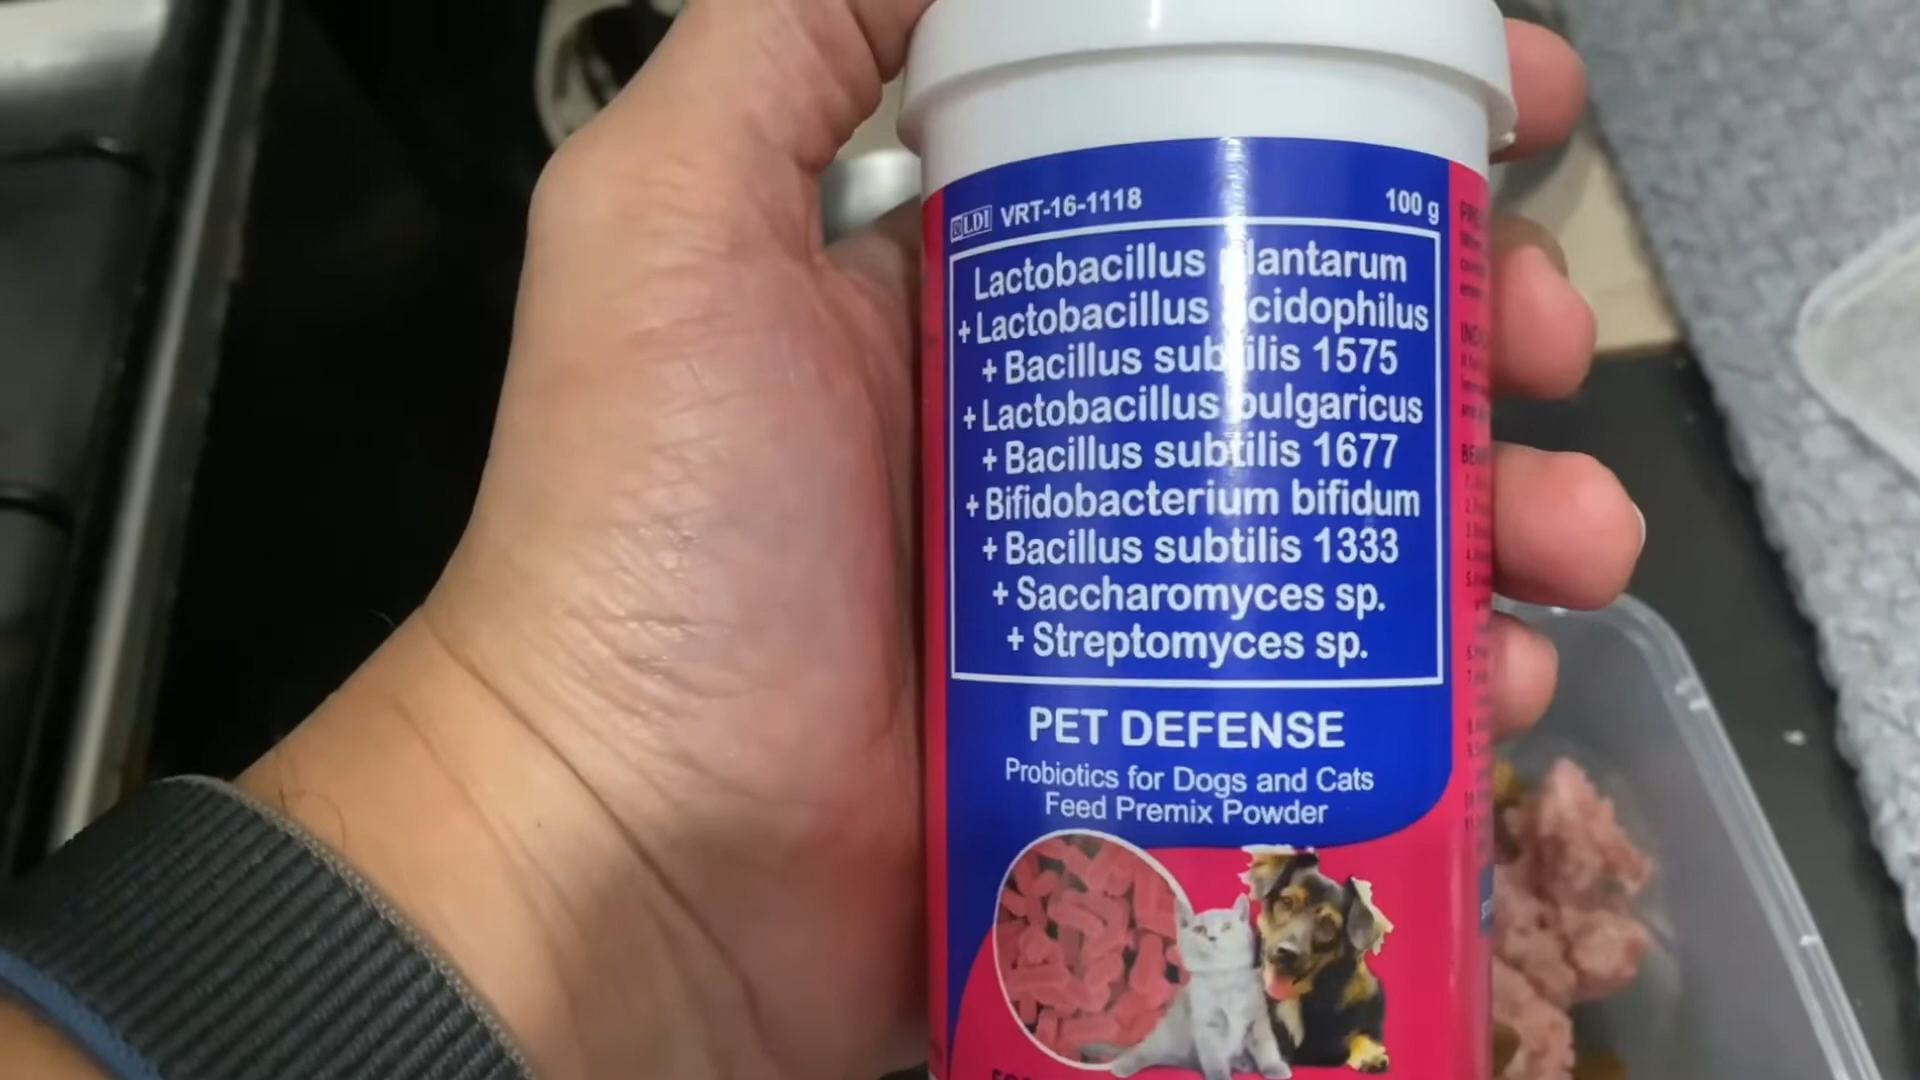 LDI VRT-16-1118 100 g
Lactobacillus plantarum
+ Lactobacillus acidophilus
+ Bacillus subtilis 1575
+ Lactobacillus bulgaricus
+ Bacillus subtilis 1677
+ Bifidobacterium bifidum
+ Bacillus subtilis 1333
+ Saccharomyces sp.
+ Streptomyces sp.
PET DEFENSE
Probiotics for Dogs and Cats
Feed Premix Powder